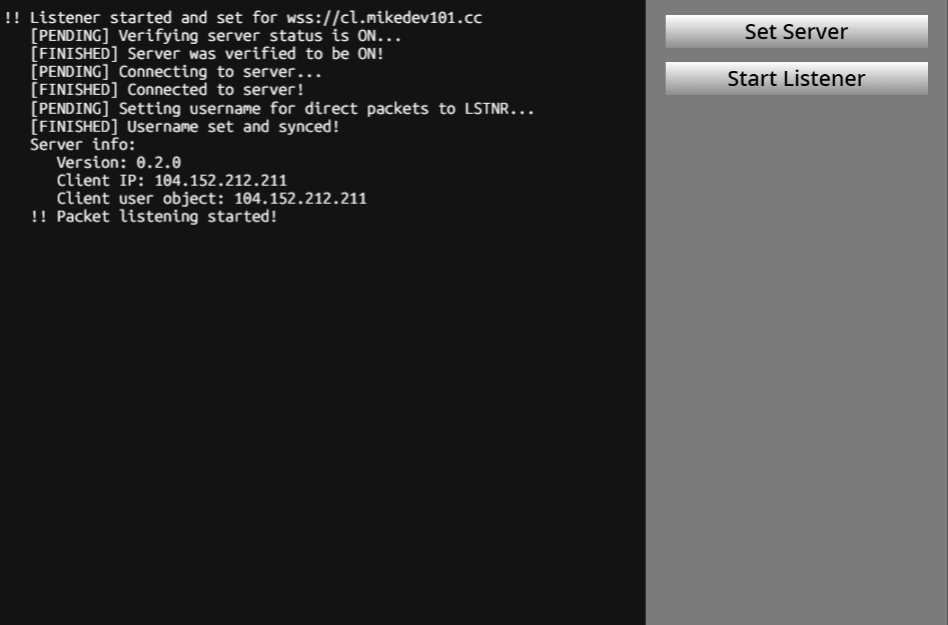 !! Listener started and set for wss://cl.mikedev101.cc
[PENDING] Verifying server status is ON...
[FINISHED] Server was verified to be ON!
[PENDING] Connecting to server...
[FINISHED] Connected to server!
[PENDING] Setting username for direct packets to LSTNR...
[FINISHED] Username set and synced!
Server info:
Version: 0.2.0
Client IP: 104.152.212.211
Client user object: 104.152.212.211
!! Packet listening started!
Set Server
Start Listener